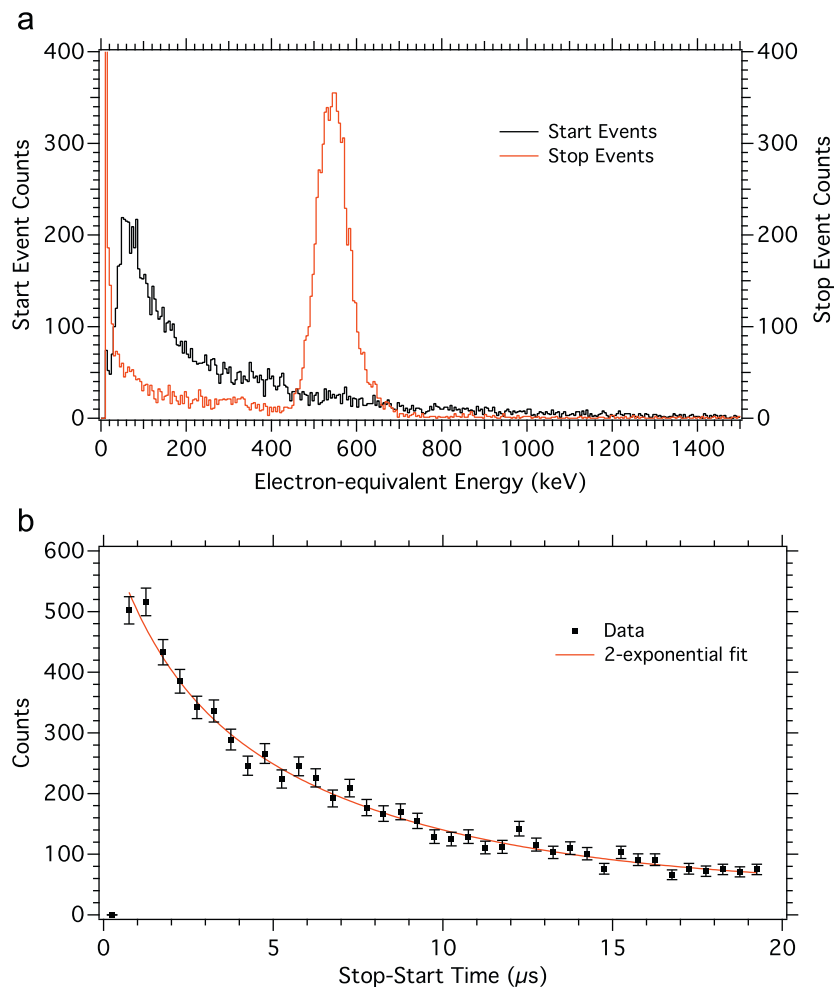 a
400
300
200
100
0
400
300
200
100
0
Start Event Counts
Stop Event Counts
Start Events
Stop Events
0 200 400 600 800 1000 1200 1400
Electron-equivalent Energy (keV)
b
600
500
400
300
200
100
0
Counts
Data
2-exponential fit
0 5 10 15 20
Stop-Start Time (µs)